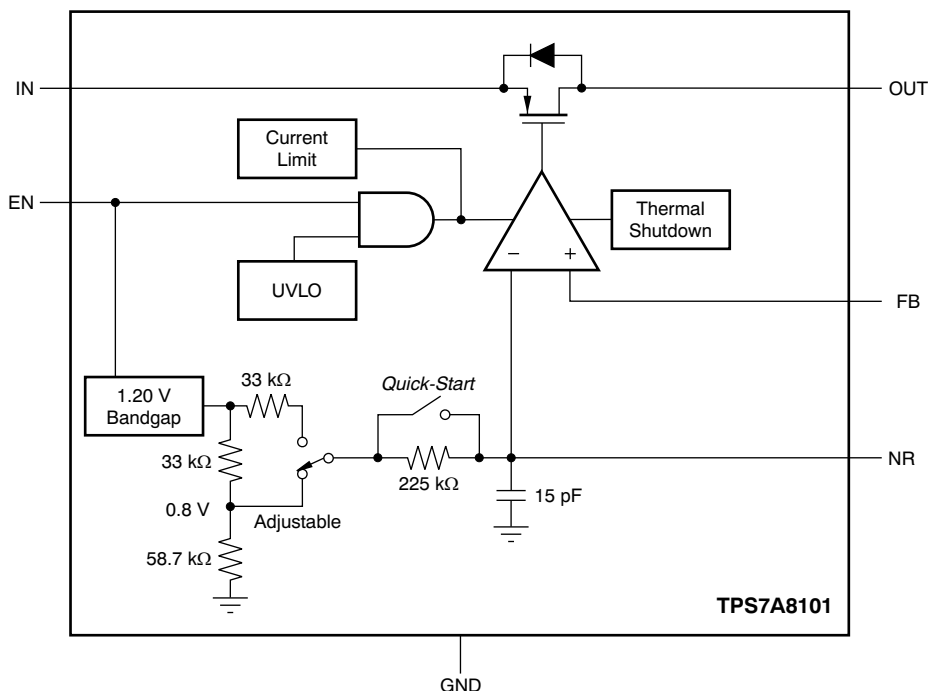 IN
OUT
Current
Limit
EN
Thermal
Shutdown
UVLO
−
+
FB
1.20 V
Bandgap
33 kΩ
Quick-Start
33 kΩ
225 kΩ
NR
15 pF
0.8 V
Adjustable
58.7 kΩ
TPS7A8101
GND